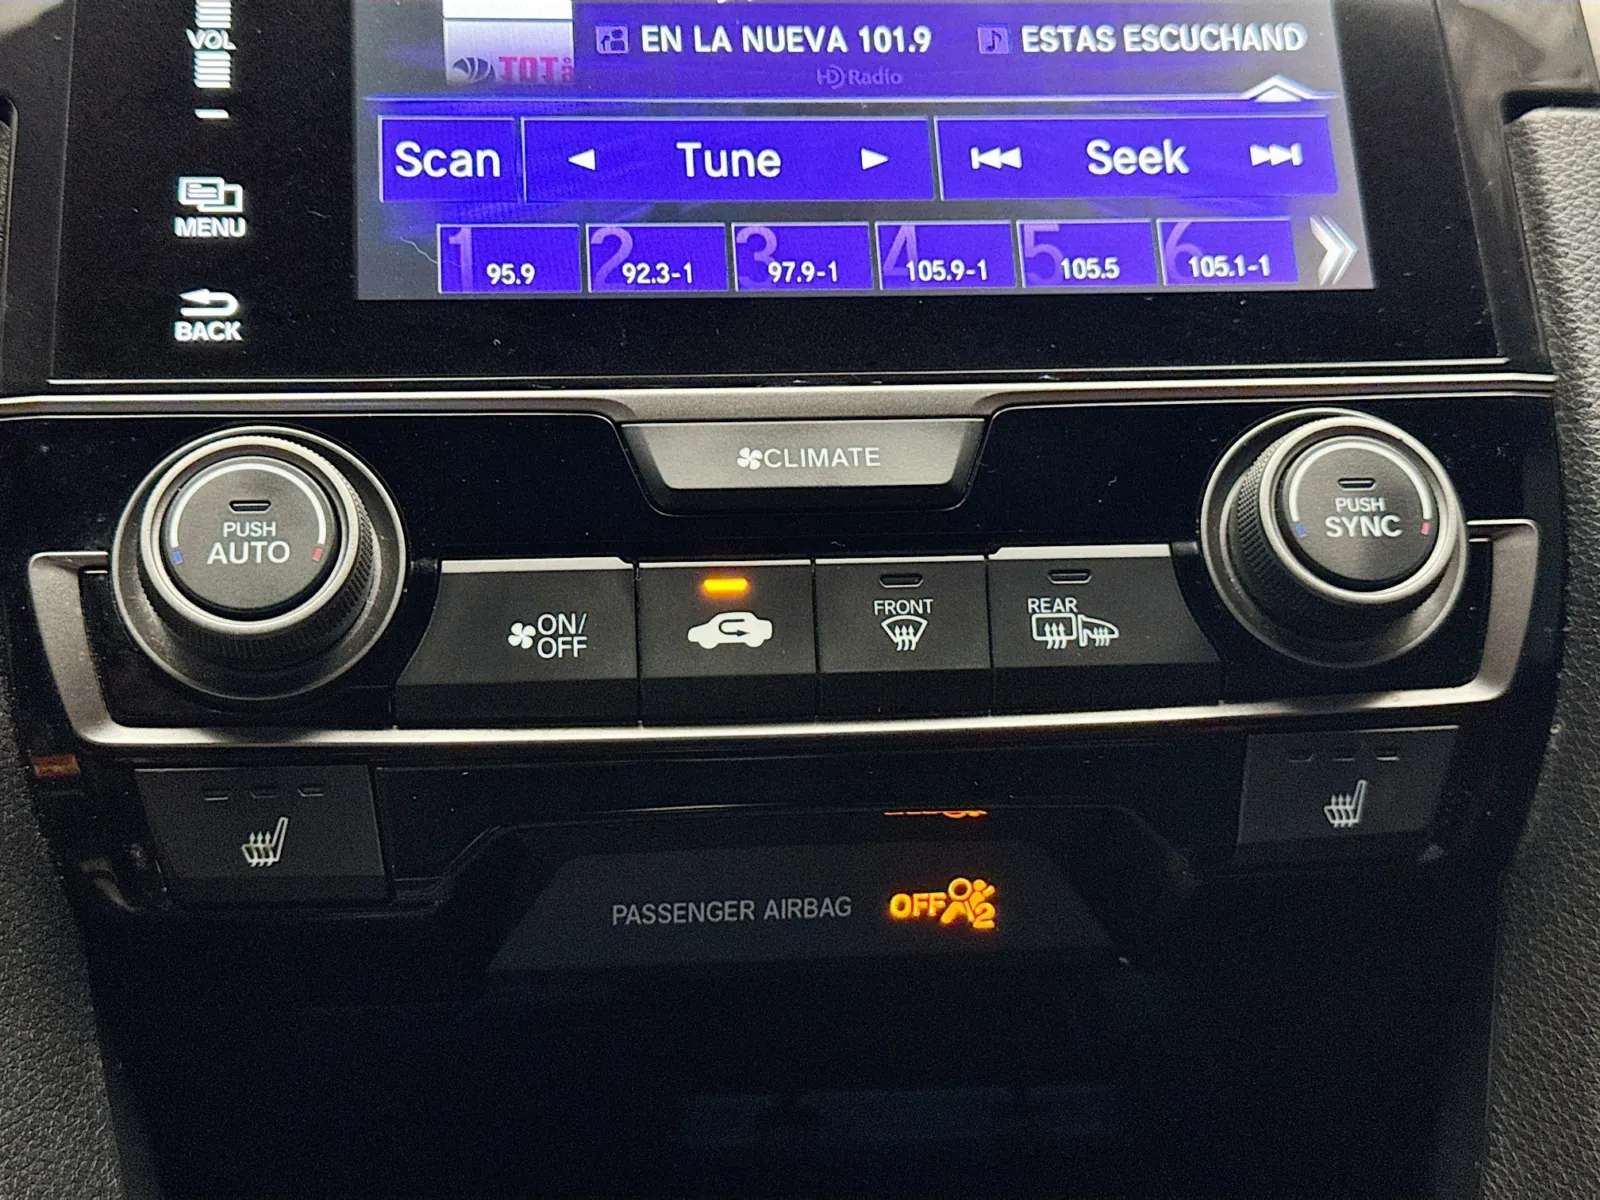 VOL
EN LA NUEVA 101.9 ESTAS ESCUCHAND
HD Radio
Scan Tune Seek
1 95.9 2 92.3-1 3 97.9-1 4 105.9-1 5 105.5 6 105.1-1
MENU
BACK
CLIMATE
PUSH
AUTO
PUSH
SYNC
ON/
OFF
FRONT
REAR
PASSENGER AIRBAG OFF 2